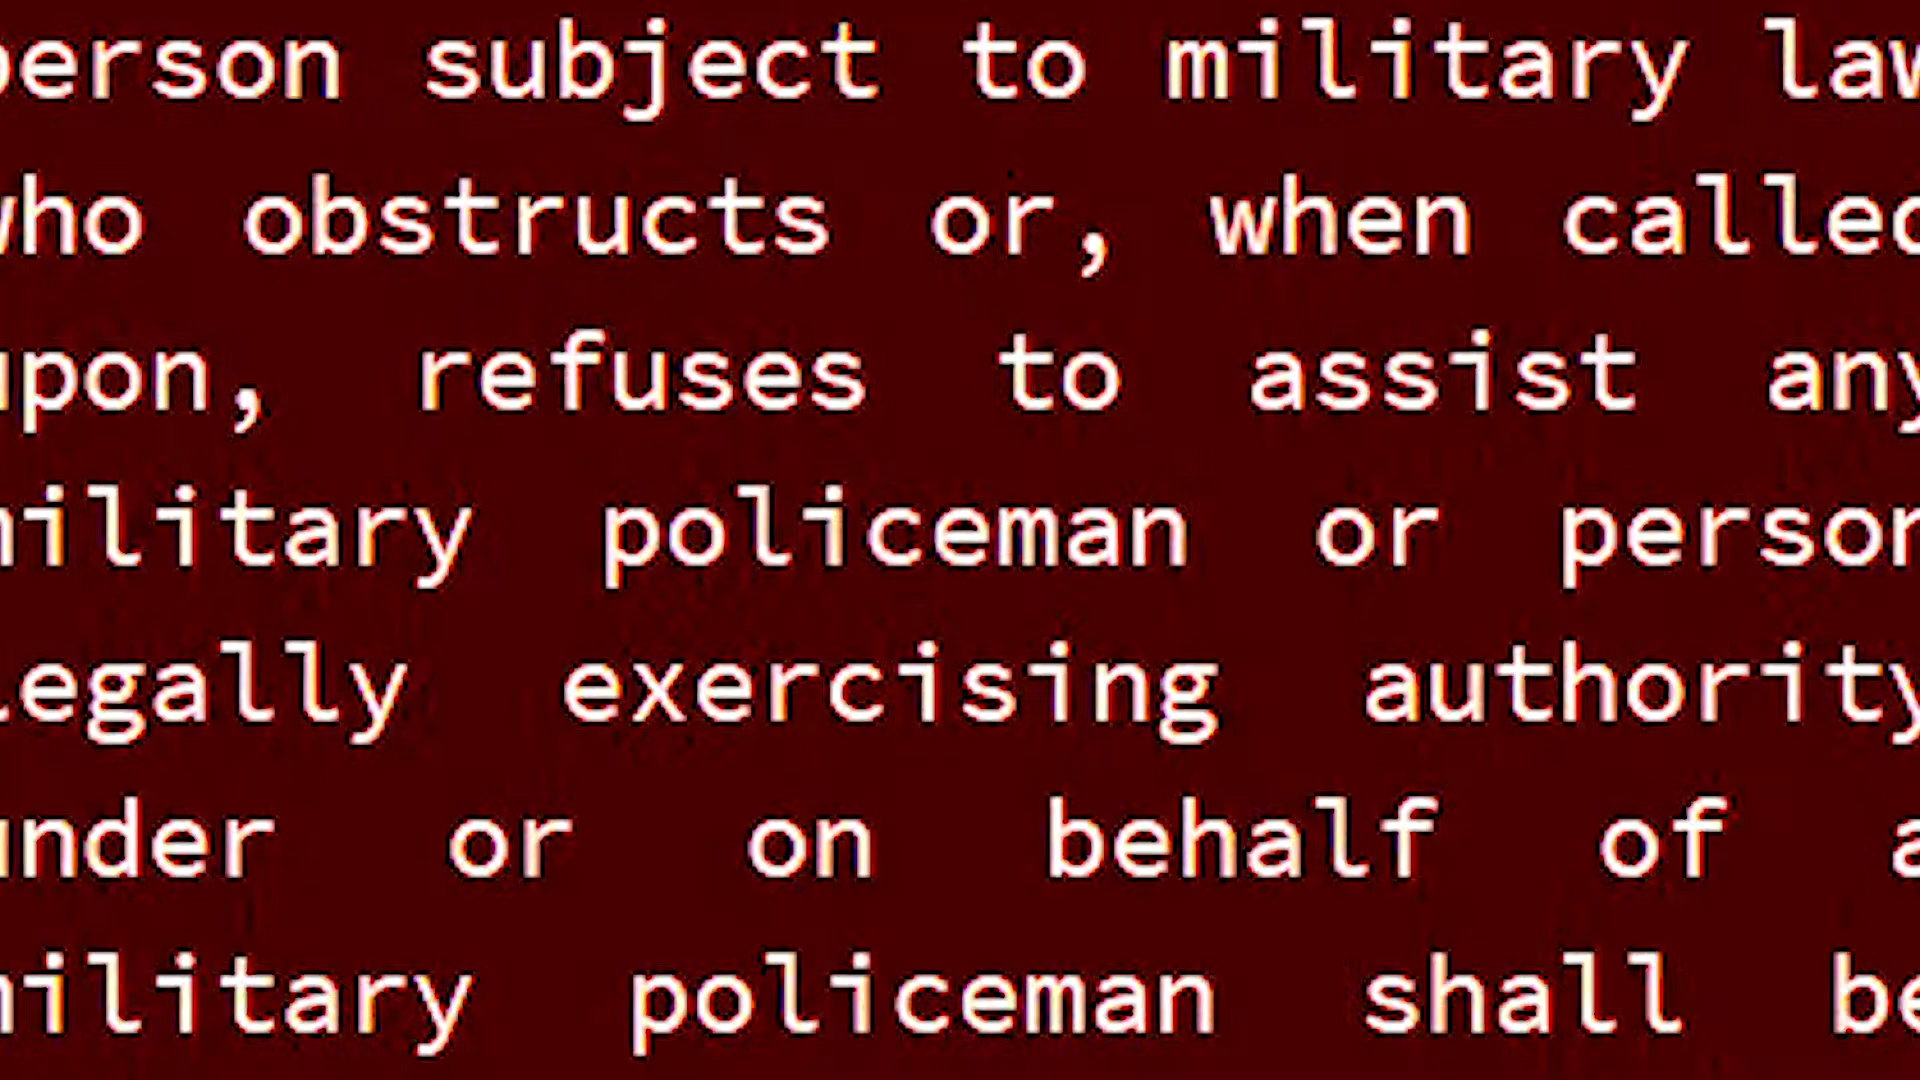 person subject to military law
who obstructs or, when called
upon, refuses to assist any
military policeman or person
legally exercising authority
under or on behalf of a
military policeman shall be